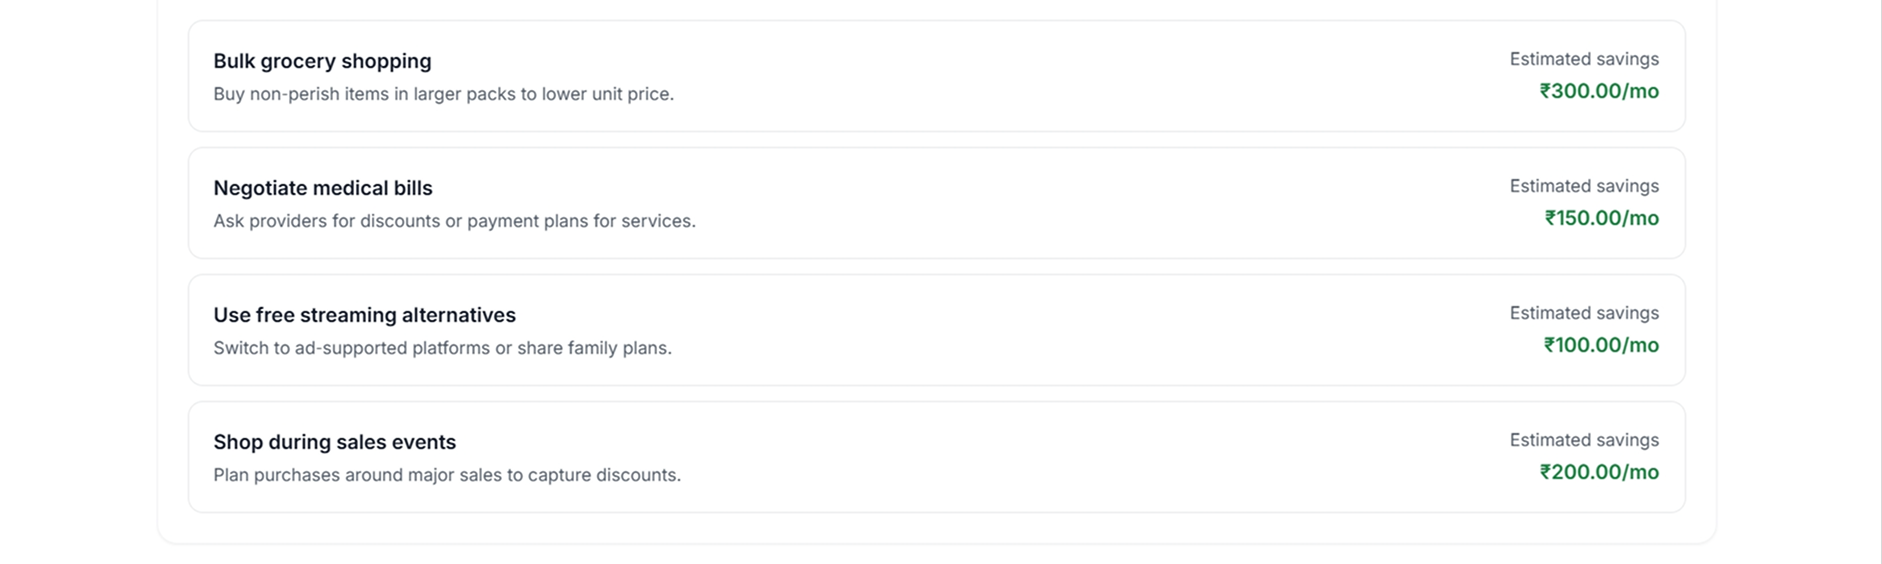 Bulk grocery shopping
Estimated savings
Buy non-perish items in larger packs to lower unit price.
₹300.00/mo
Negotiate medical bills
Estimated savings
Ask providers for discounts or payment plans for services.
₹150.00/mo
Use free streaming alternatives
Estimated savings
Switch to ad-supported platforms or share family plans.
₹100.00/mo
Shop during sales events
Estimated savings
Plan purchases around major sales to capture discounts.
₹200.00/mo